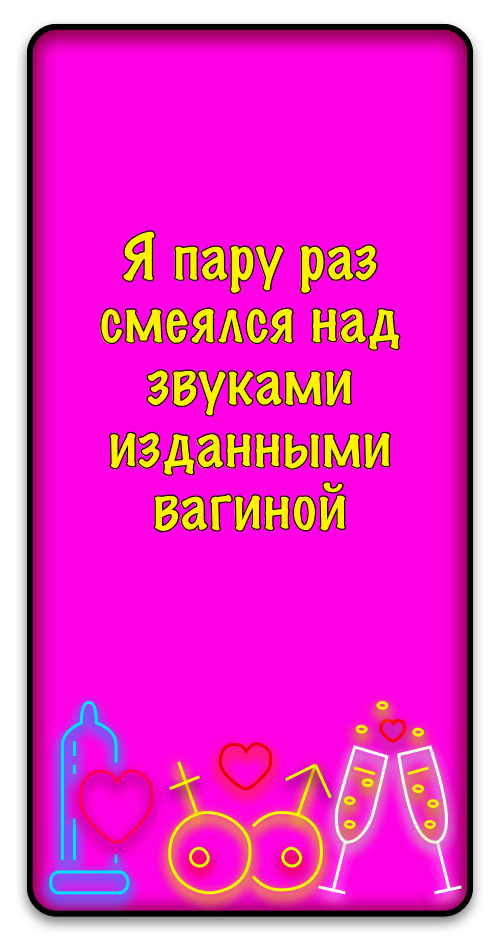 Я пару раз
смеялся над
звуками
изданными
вагиной